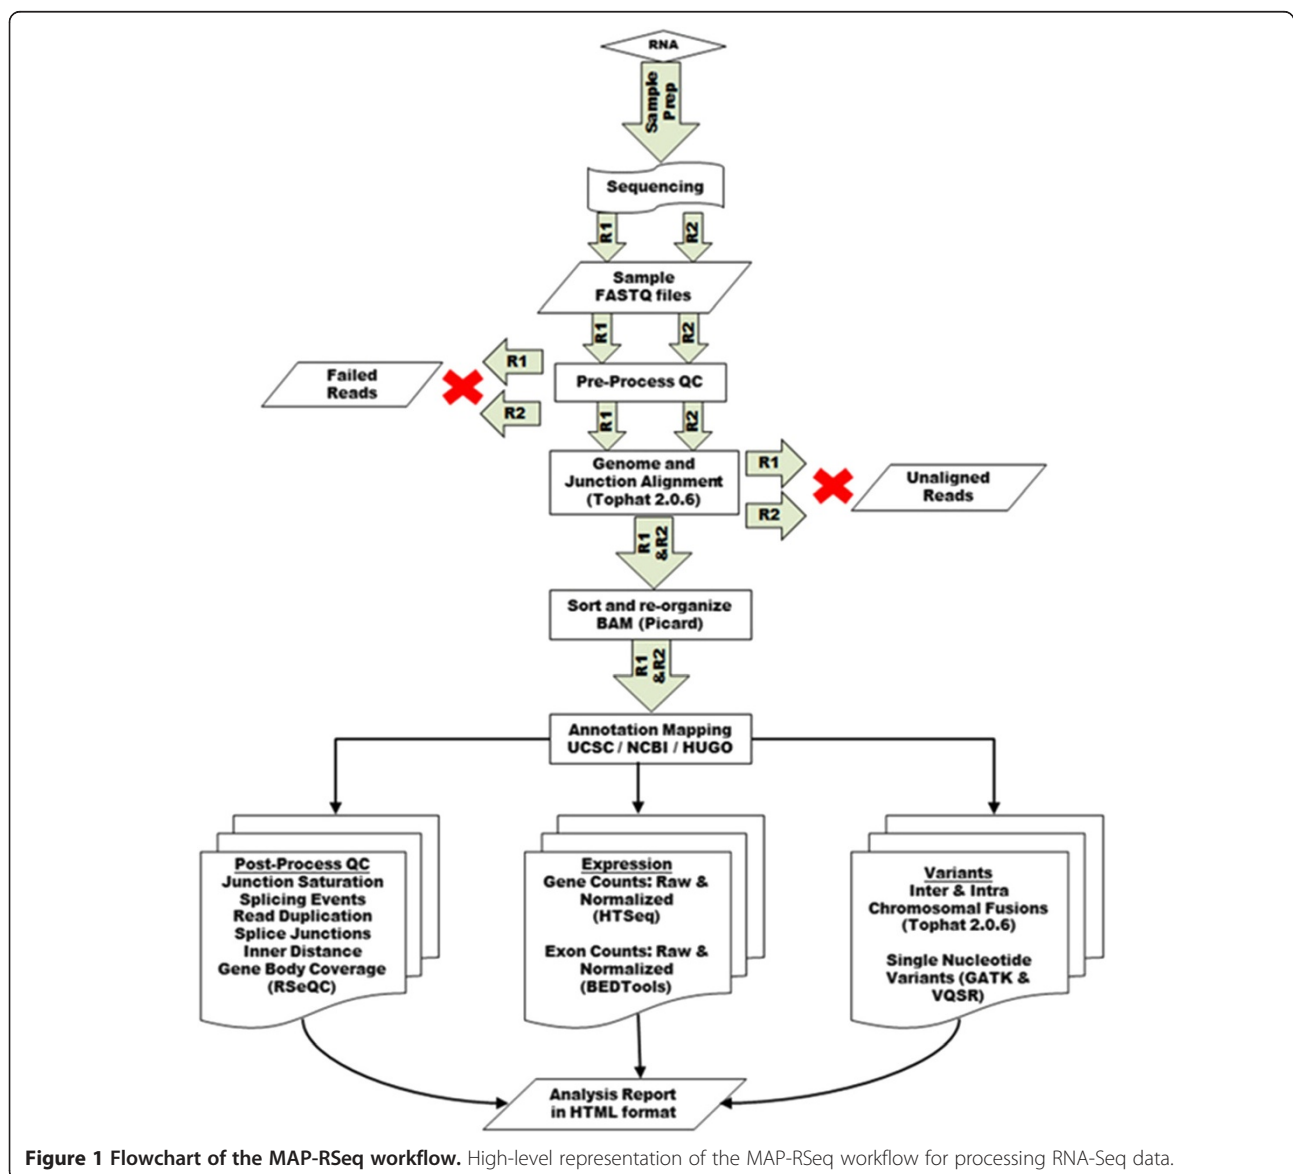 RNA
Sample
Prep
Sequencing
R1
R2
Sample
FASTQ files
R1
R2
R1
R2
Failed
Reads
Pre-Process QC
R1
R2
Genome and
Junction Alignment
(Tophat 2.0.6)
R1
R2
Unaligned
Reads
R1
&R2
Sort and re-organize
BAM (Picard)
R1
&R2
Annotation Mapping
UCSC / NCBI / HUGO
Post-Process QC
Junction Saturation
Splicing Events
Read Duplication
Splice Junctions
Inner Distance
Gene Body Coverage
(RSeQC)
Expression
Gene Counts: Raw &
Normalized
(HTSeq)
Exon Counts: Raw &
Normalized
(BEDTools)
Variants
Inter & Intra
Chromosomal Fusions
(Tophat 2.0.6)
Single Nucleotide
Variants (GATK &
VQSR)
Analysis Report
in HTML format
Figure 1 Flowchart of the MAP-RSeq workflow. High-level representation of the MAP-RSeq workflow for processing RNA-Seq data.